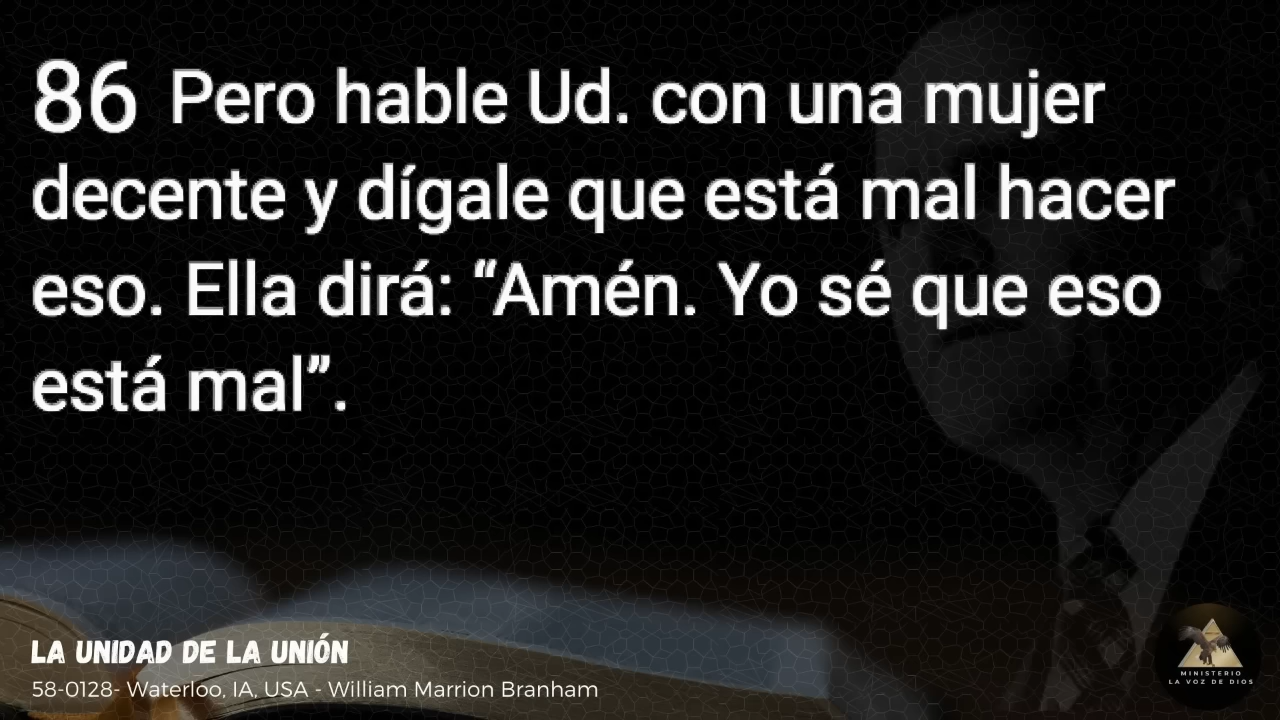 86 Pero hable Ud. con una mujer
decente y dígale que está mal hacer
eso. Ella dirá: “Amén. Yo sé que eso
está mal”.
LA UNIDAD DE LA UNIÓN
58-0128- Waterloo, IA, USA - William Marrion Branham
MINISTERIO
LA VOZ DE DIOS